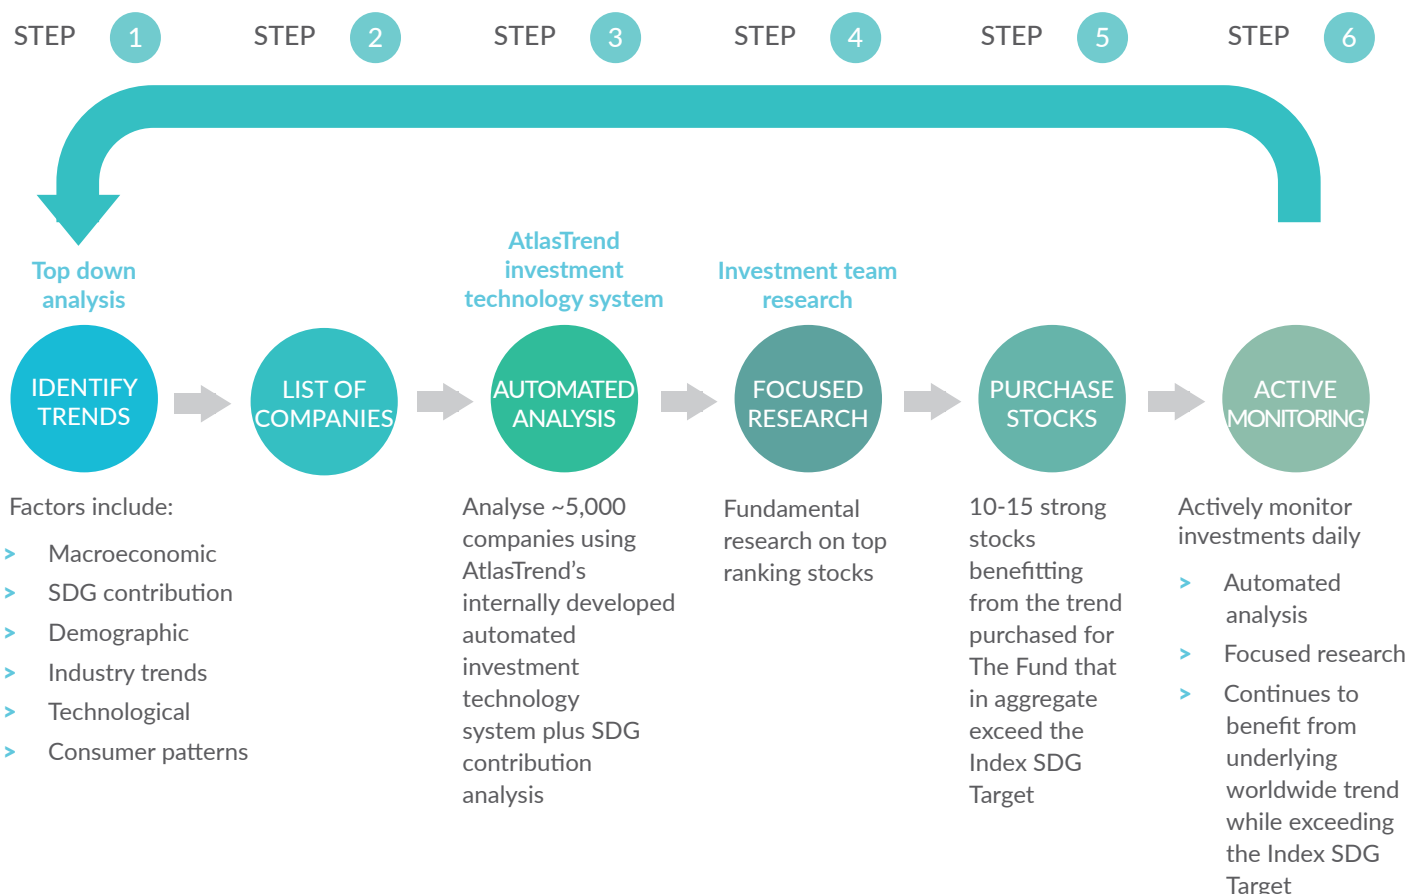 STEP 1
STEP 2
STEP 3
STEP 4
STEP 5
STEP 6
Top down
analysis
IDENTIFY
TRENDS
Factors include:
> Macroeconomic
> SDG contribution
> Demographic
> Industry trends
> Technological
> Consumer patterns
LIST OF
COMPANIES
AtlasTrend
investment
technology system
AUTOMATED
ANALYSIS
Analyse ~5,000
companies using
AtlasTrend’s
internally developed
automated
investment
technology
system plus SDG
contribution
analysis
Investment team
research
FOCUSED
RESEARCH
Fundamental
research on top
ranking stocks
PURCHASE
STOCKS
10-15 strong
stocks
benefitting
from the trend
purchased for
The Fund that
in aggregate
exceed the
Index SDG
Target
ACTIVE
MONITORING
Actively monitor
investments daily
> Automated
analysis
> Focused research
> Continues to
benefit from
underlying
worldwide trend
while exceeding
the Index SDG
Target